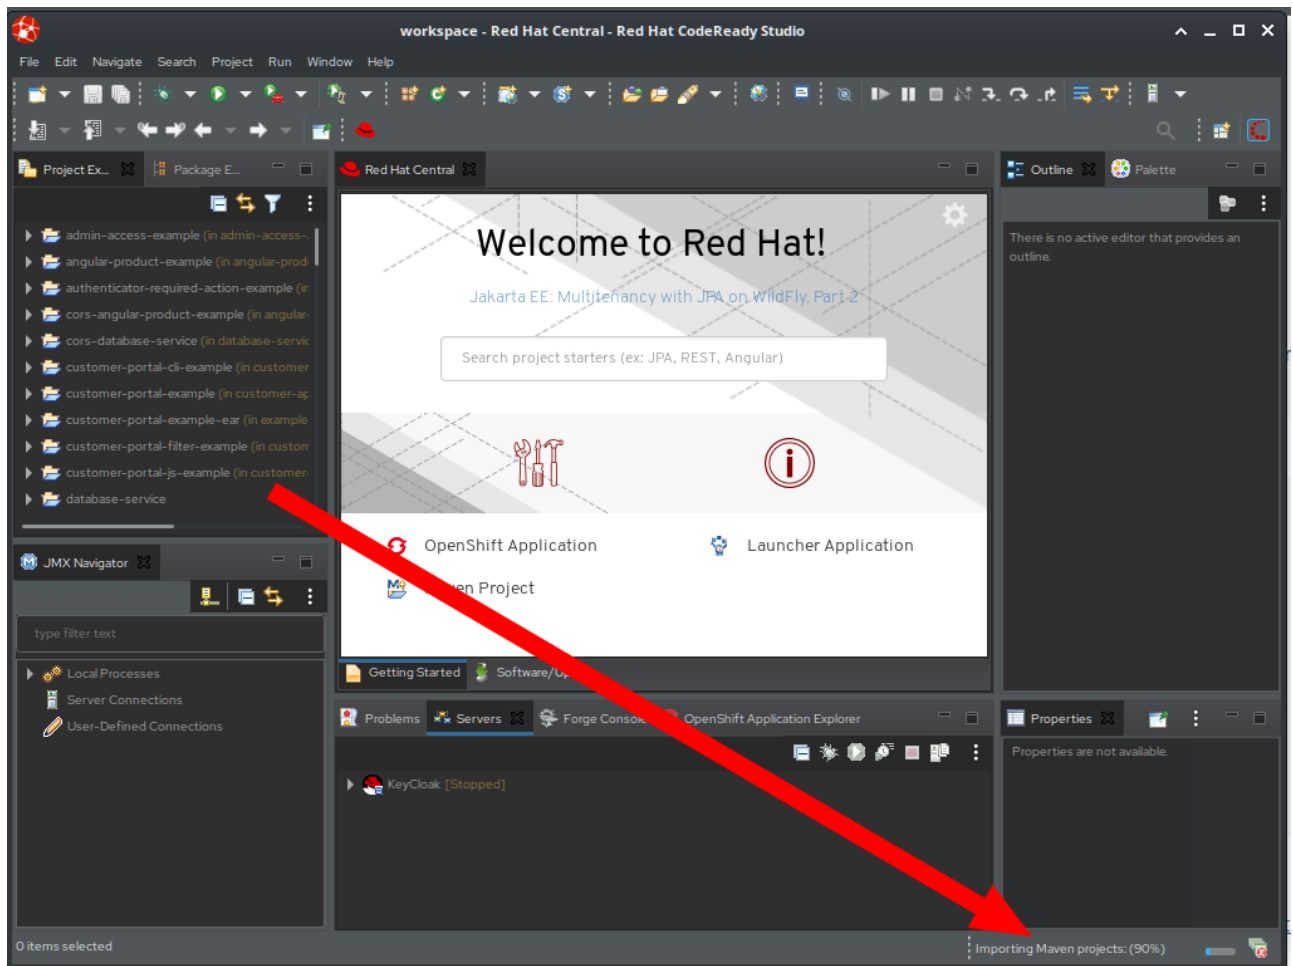 workspace - Red Hat Central - Red Hat CodeReady Studio
File Edit Navigate Search Project Run Window Help
Project Ex...
Package E...
Red Hat Central
Outline
Palette
admin-access-example (in admin-access-
angular-product-example (in angular-prod
authenticator-required-action-example (in
cors-angular-product-example (in angular-
cors-database-service (in database-servic
customer-portal-cli-example (in customer
customer-portal-example (in customer-ap
customer-portal-example-ear (in example
customer-portal-filter-example (in custom
customer-portal-js-example (in customer-
database-service
Welcome to Red Hat!
Jakarta EE: Multitenancy with JPA on WildFly, Part 2
Search project starters (ex: JPA, REST, Angular)
OpenShift Application
Launcher Application
Project
Getting Started
There is no active editor that provides an
outline.
JMX Navigator
type filter text
Local Processes
Server Connections
User-Defined Connections
Problems
Servers
Forge Console
OpenShift Application Explorer
KeyCloak [Stopped]
Properties
Properties are not available.
0 items selected
Importing Maven projects: (90%)